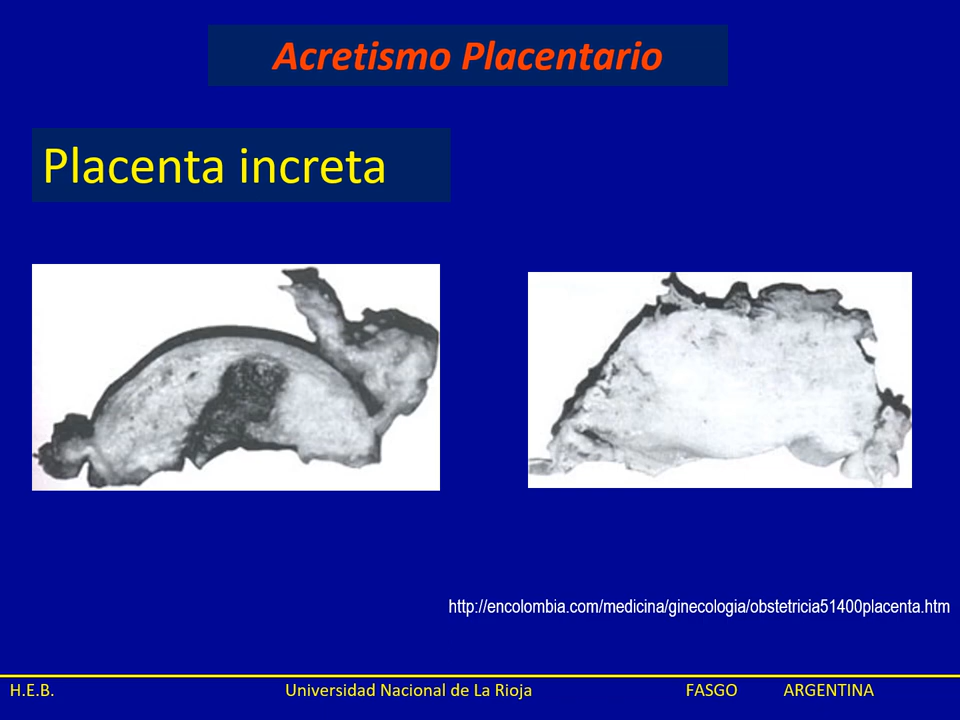 Acretismo Placentario
Placenta increta
http://encolombia.com/medicina/ginecologia/obstetricia51400placenta.htm
H.E.B. Universidad Nacional de La Rioja FASGO ARGENTINA